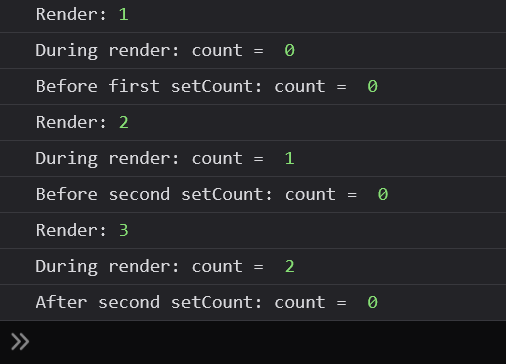 Render: 1
During render: count =  0
Before first setCount: count =  0
Render: 2
During render: count =  1
Before second setCount: count =  0
Render: 3
During render: count =  2
After second setCount: count =  0